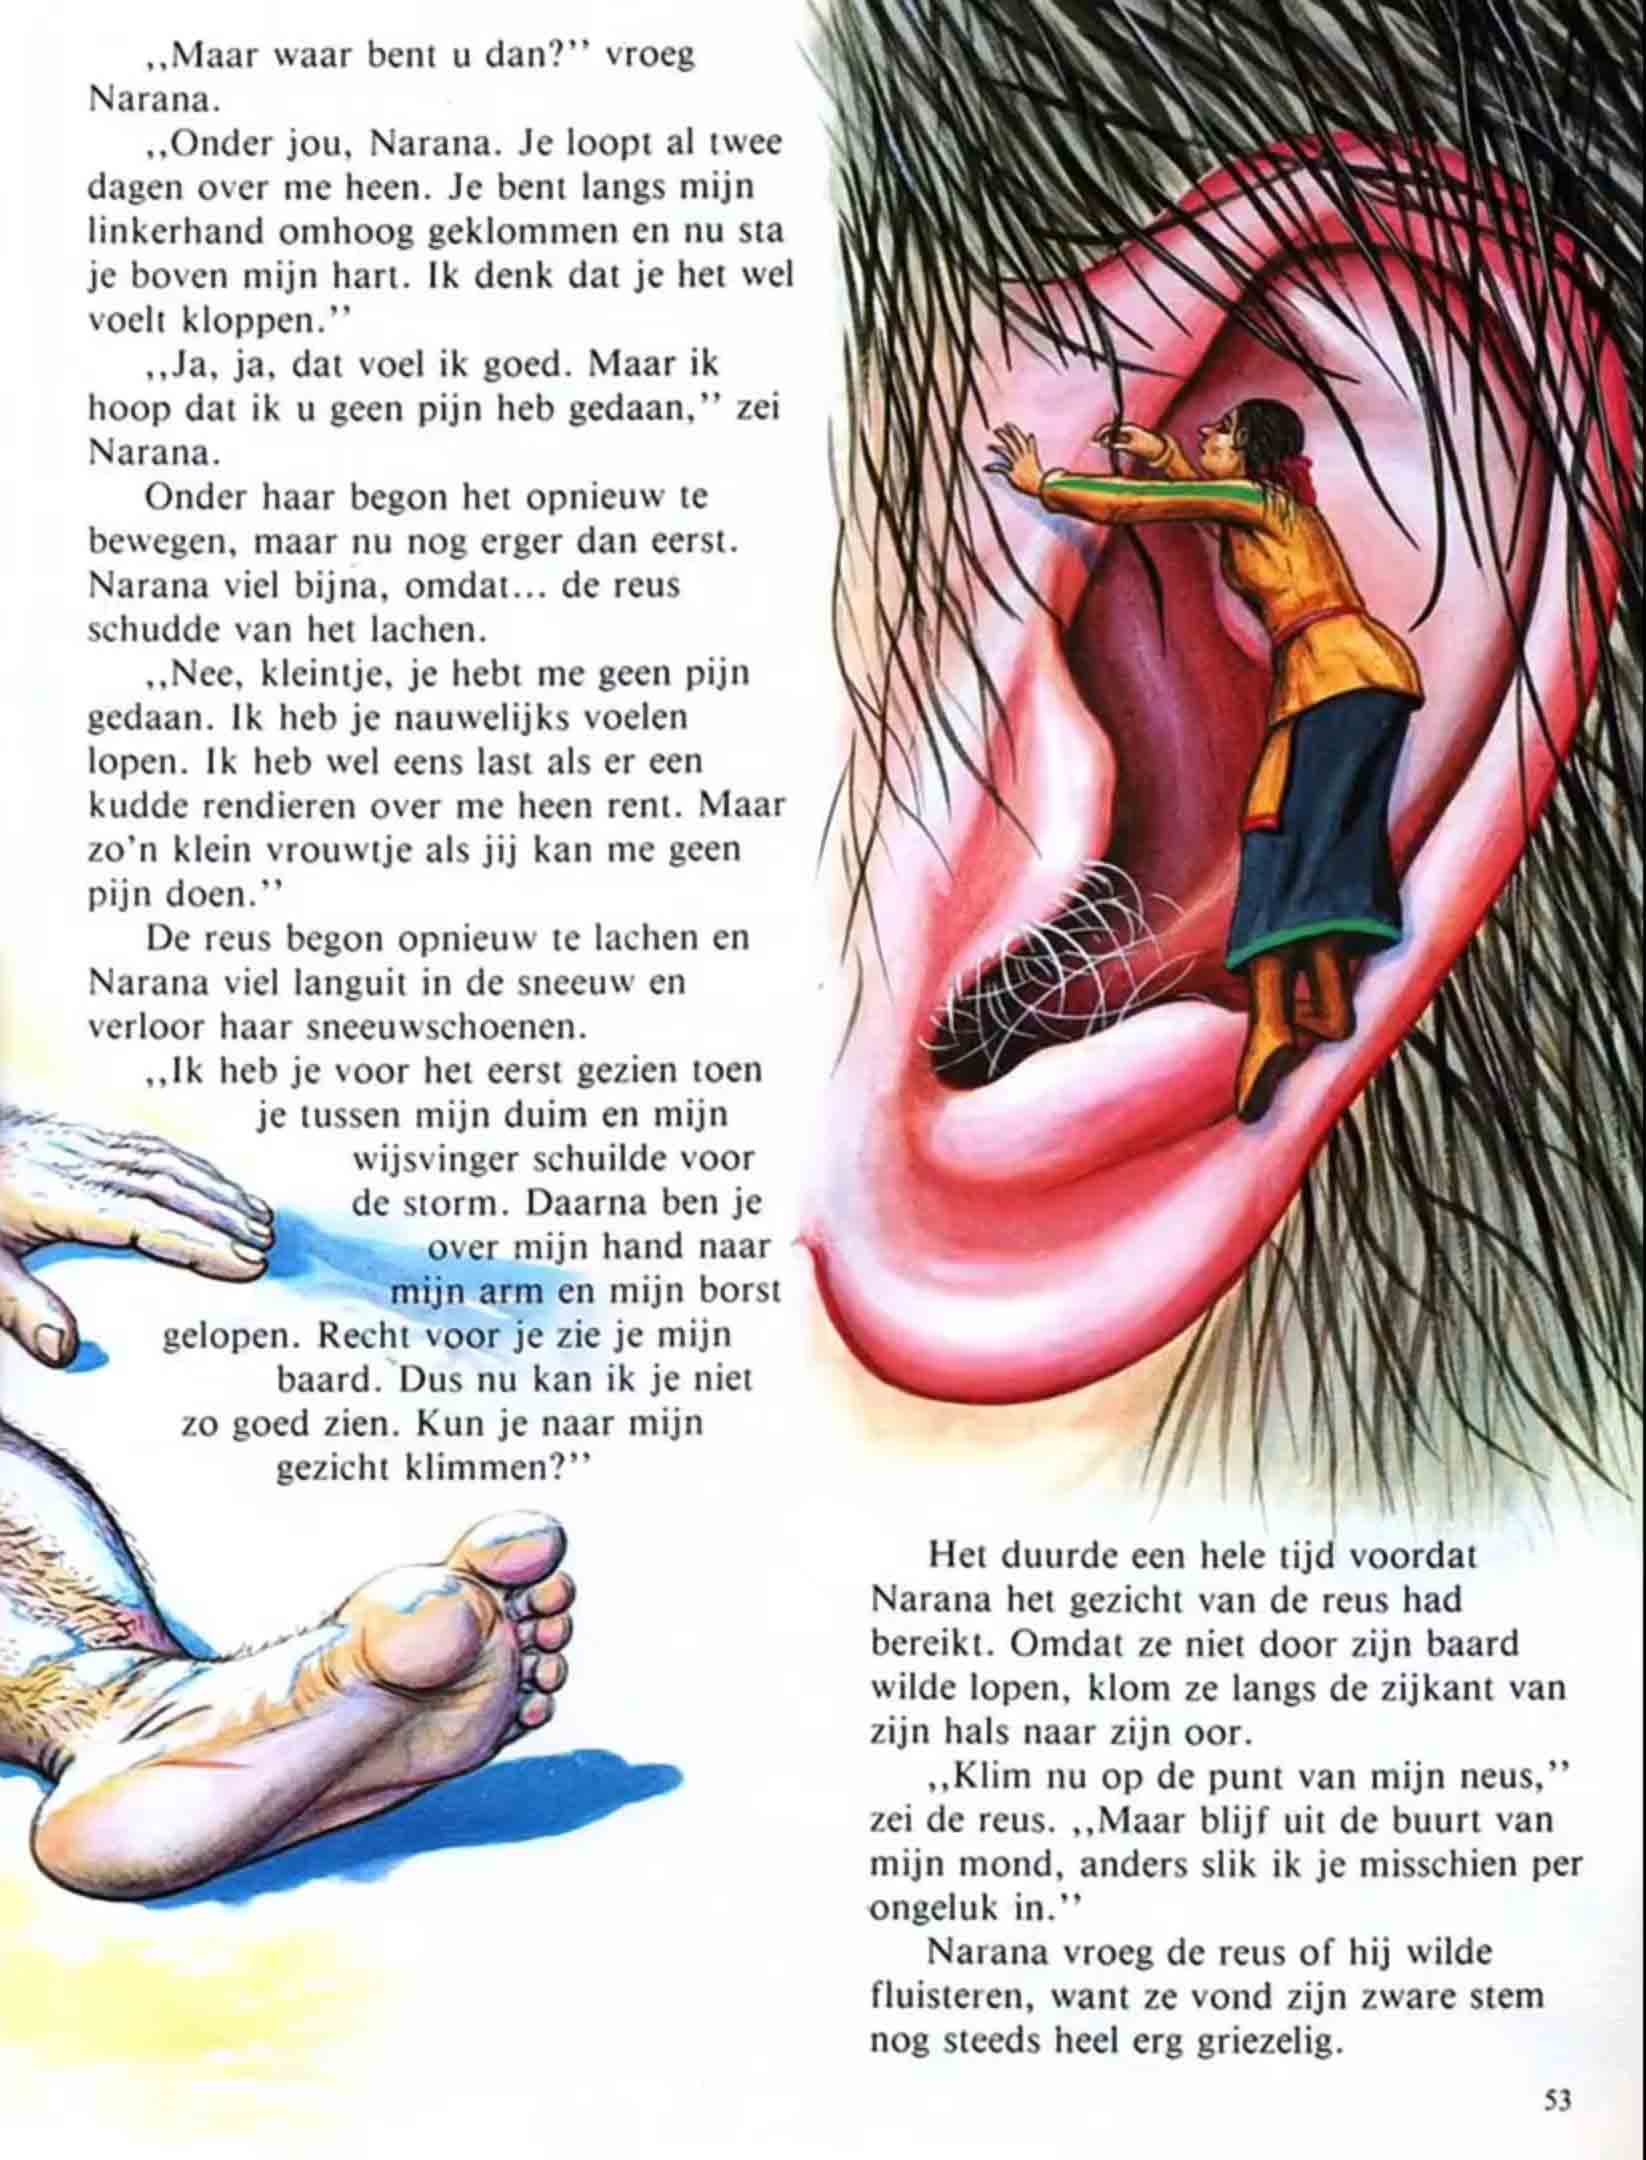 ,,Maar waar bent u dan?’’ vroeg
Narana.
,,Onder jou, Narana. Je loopt al twee
dagen over me heen. Je bent langs mijn
linkerhand omhoog geklommen en nu sta
je boven mijn hart. Ik denk dat je het wel
voelt kloppen.’’
,,Ja, ja, dat voel ik goed. Maar ik
hoop dat ik u geen pijn heb gedaan,’’ zei
Narana.
Onder haar begon het opnieuw te
bewegen, maar nu nog erger dan eerst.
Narana viel bijna, omdat... de reus
schudde van het lachen.
,,Nee, kleintje, je hebt me geen pijn
gedaan. Ik heb je nauwelijks voelen
lopen. Ik heb wel eens last als er een
kudde rendieren over me heen rent. Maar
zo’n klein vrouwtje als jij kan me geen
pijn doen.’’
De reus begon opnieuw te lachen en
Narana viel languit in de sneeuw en
verloor haar sneeuwschoenen.
,,Ik heb je voor het eerst gezien toen
je tussen mijn duim en mijn
wijsvinger schuilde voor
de storm. Daarna ben je
over mijn hand naar
mijn arm en mijn borst
gelopen. Recht voor je zie je mijn
baard. Dus nu kan ik je niet
zo goed zien. Kun je naar mijn
gezicht klimmen?’’
Het duurde een hele tijd voordat
Narana het gezicht van de reus had
bereikt. Omdat ze niet door zijn baard
wilde lopen, klom ze langs de zijkant van
zijn hals naar zijn oor.
,,Klim nu op de punt van mijn neus,’’
zei de reus. ,,Maar blijf uit de buurt van
mijn mond, anders slik ik je misschien per
ongeluk in.’’
Narana vroeg de reus of hij wilde
fluisteren, want ze vond zijn zware stem
nog steeds heel erg griezelig.
53